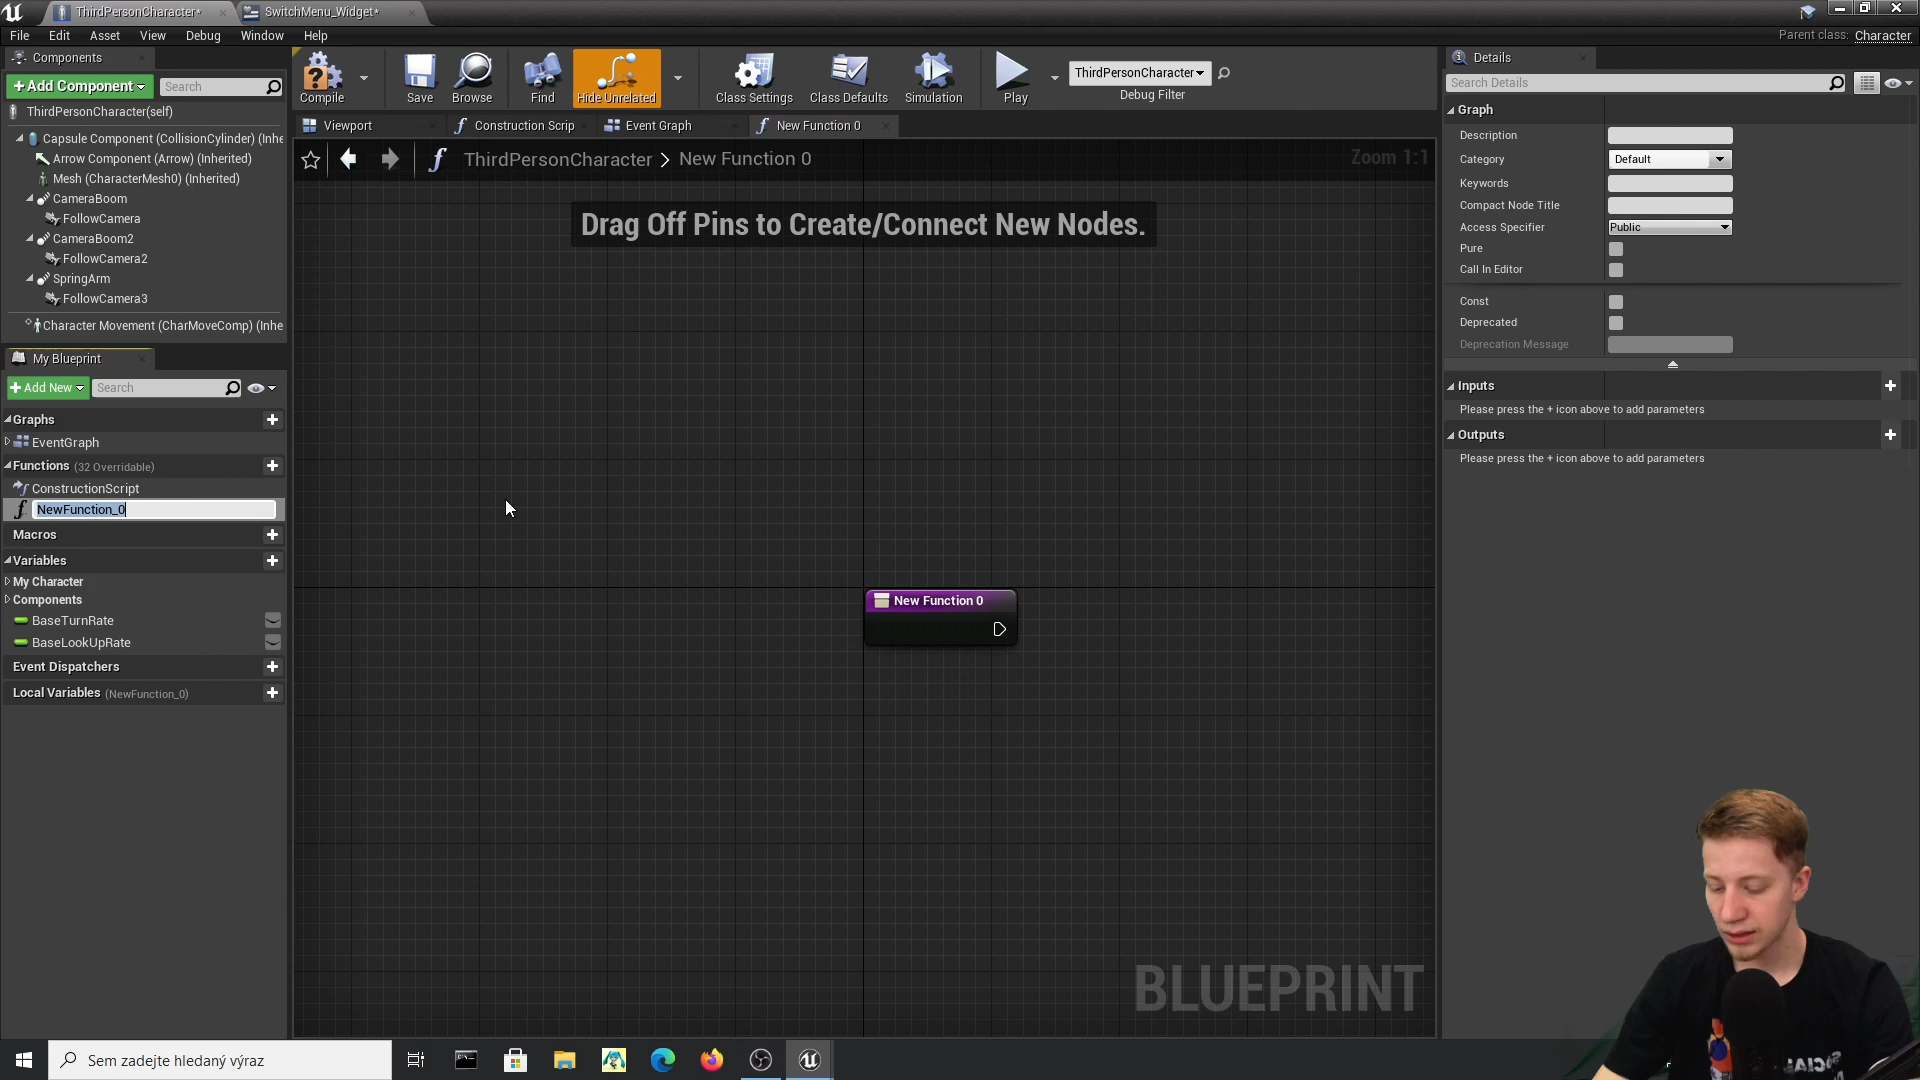 ThirdPersonCharacter*
SwitchMenu_Widget*
File Edit Asset View Debug Window Help
Parent class: Character
Components
+Add Component
Search
ThirdPersonCharacter(self)
Capsule Component (CollisionCylinder) (Inhe
Arrow Component (Arrow) (Inherited)
Mesh (CharacterMesh0) (Inherited)
CameraBoom
FollowCamera
CameraBoom2
FollowCamera2
SpringArm
FollowCamera3
Character Movement (CharMoveComp) (Inhe
My Blueprint
+Add New
Search
Graphs
EventGraph
Functions (32 Overridable)
ConstructionScript
NewFunction_0
Macros
Variables
My Character
Components
BaseTurnRate
BaseLookUpRate
Event Dispatchers
Local Variables (NewFunction_0)
Compile
Save
Browse
Find
Hide Unrelated
Class Settings
Class Defaults
Simulation
Play
ThirdPersonCharacter
Debug Filter
Viewport
Construction Scrip
Event Graph
New Function 0
ThirdPersonCharacter > New Function 0
Zoom 1:1
Drag Off Pins to Create/Connect New Nodes.
New Function 0
BLUEPRINT
Details
Search Details
Graph
Description
Category Default
Keywords
Compact Node Title
Access Specifier Public
Pure
Call In Editor
Const
Deprecated
Deprecation Message
Inputs
Please press the + icon above to add parameters
Outputs
Please press the + icon above to add parameters
Sem zadejte hledaný výraz